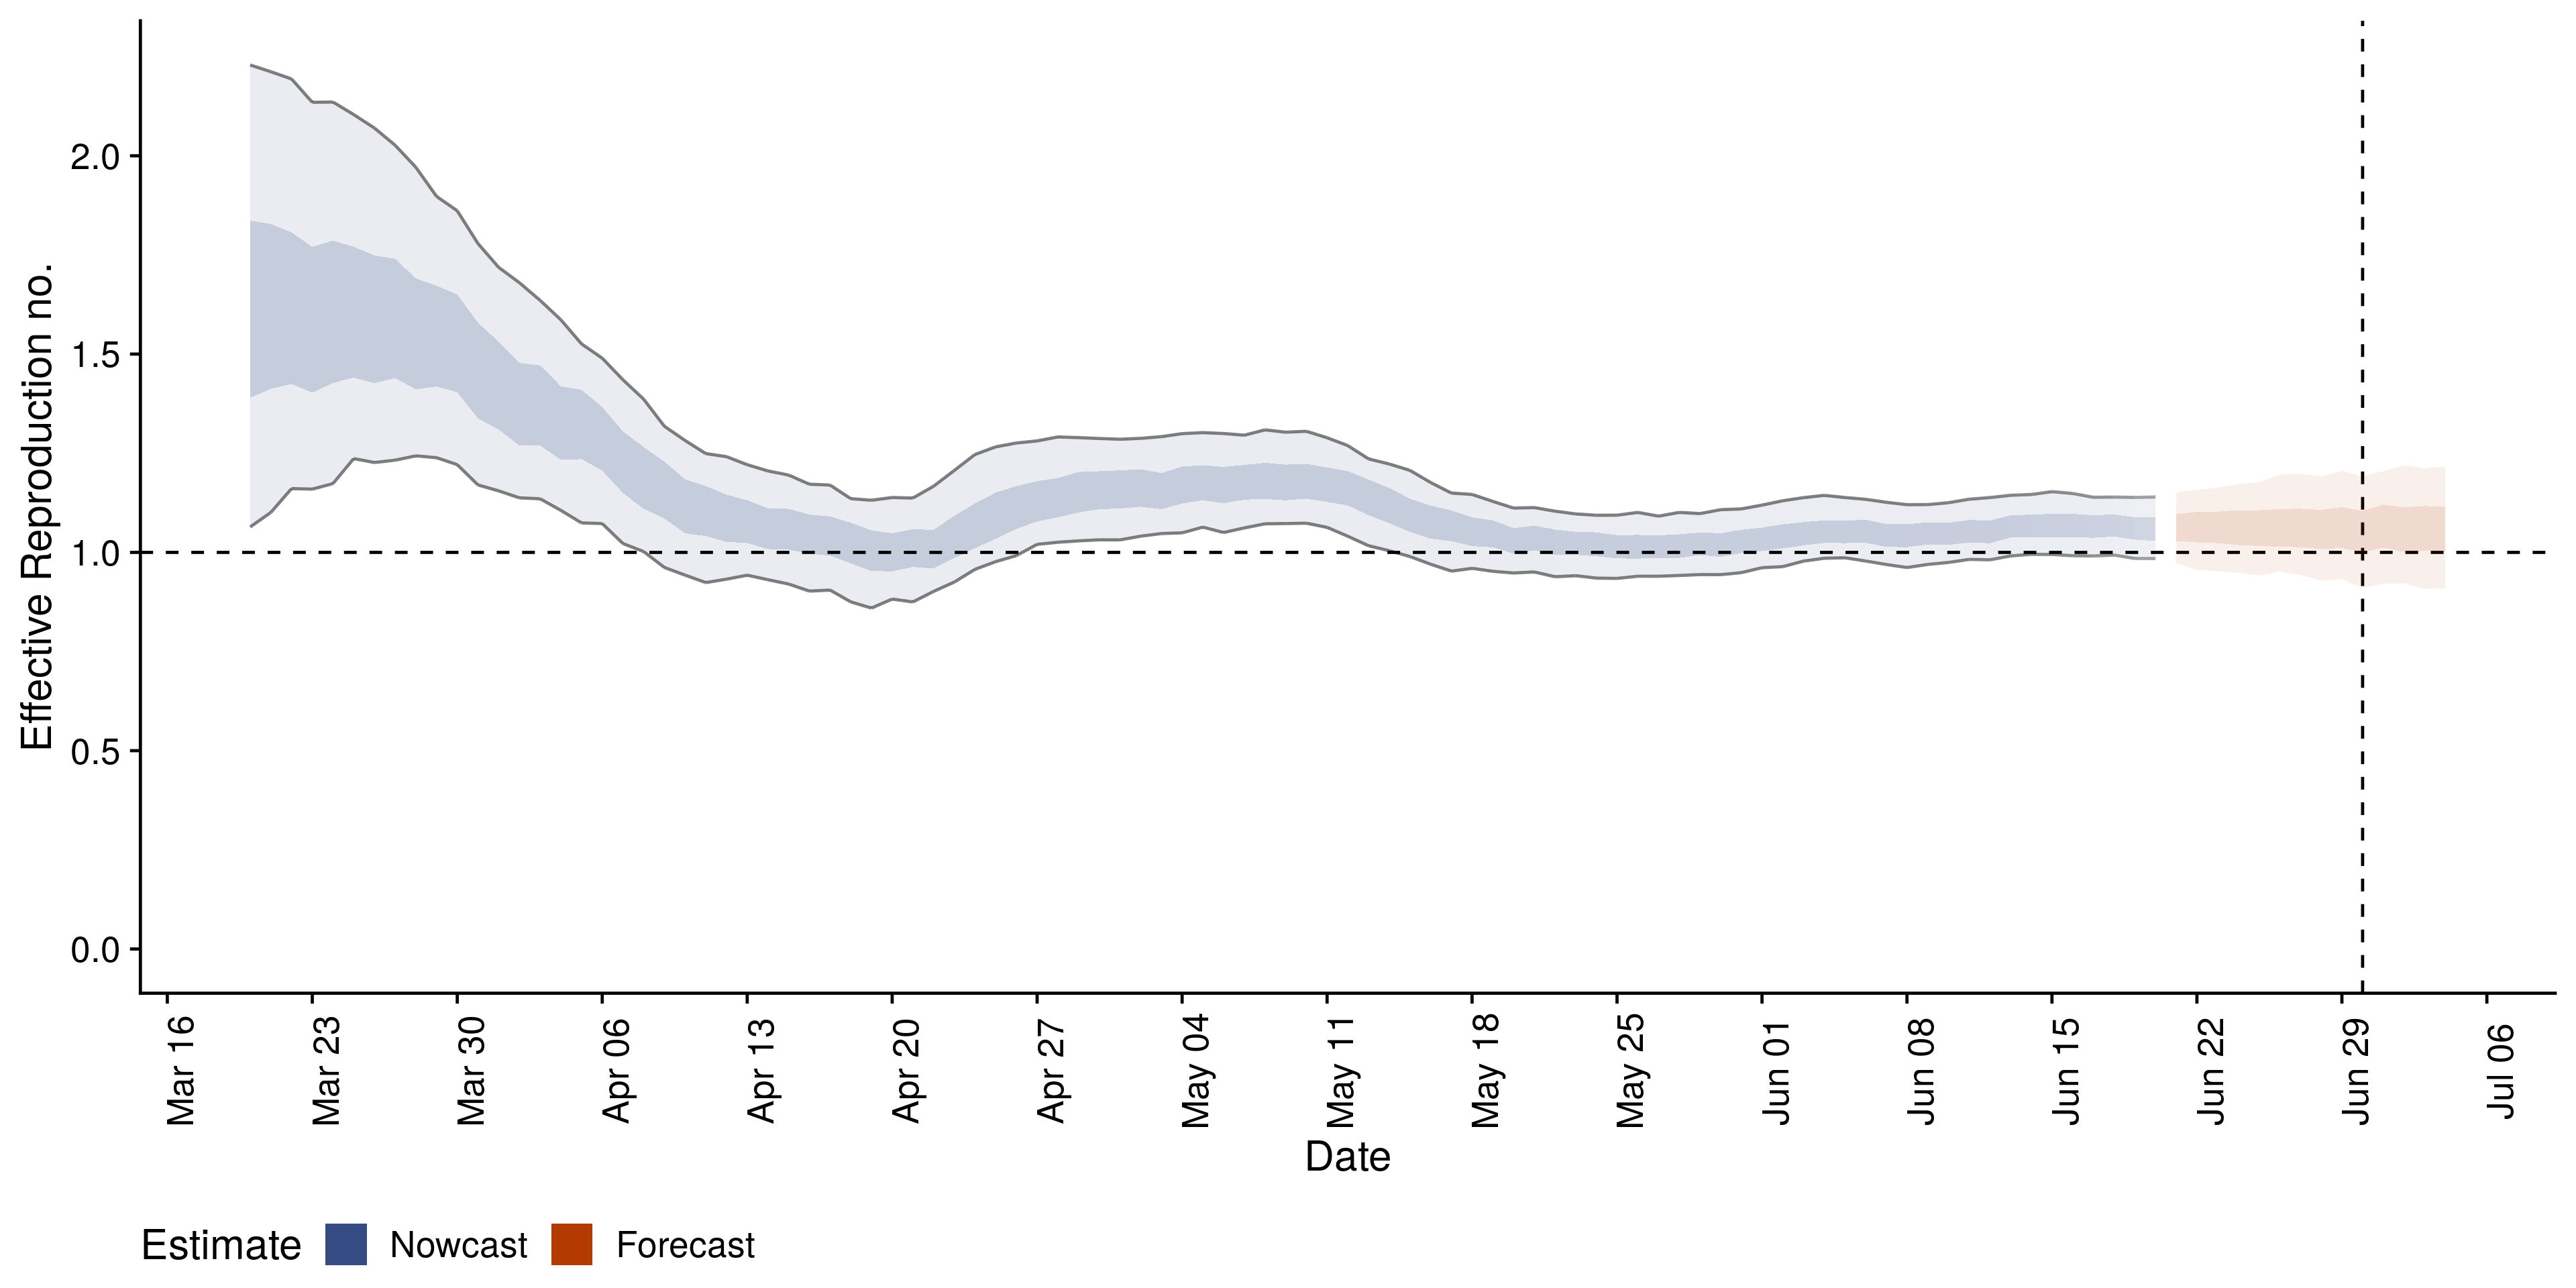 Effective Reproduction no.
2.0
1.5
1.0
0.5
0.0
Mar 16
Mar 23
Mar 30
Apr 06
Apr 13
Apr 20
Apr 27
May 04
May 11
May 18
May 25
Jun 01
Jun 08
Jun 15
Jun 22
Jun 29
Jul 06
Date
Estimate Nowcast Forecast